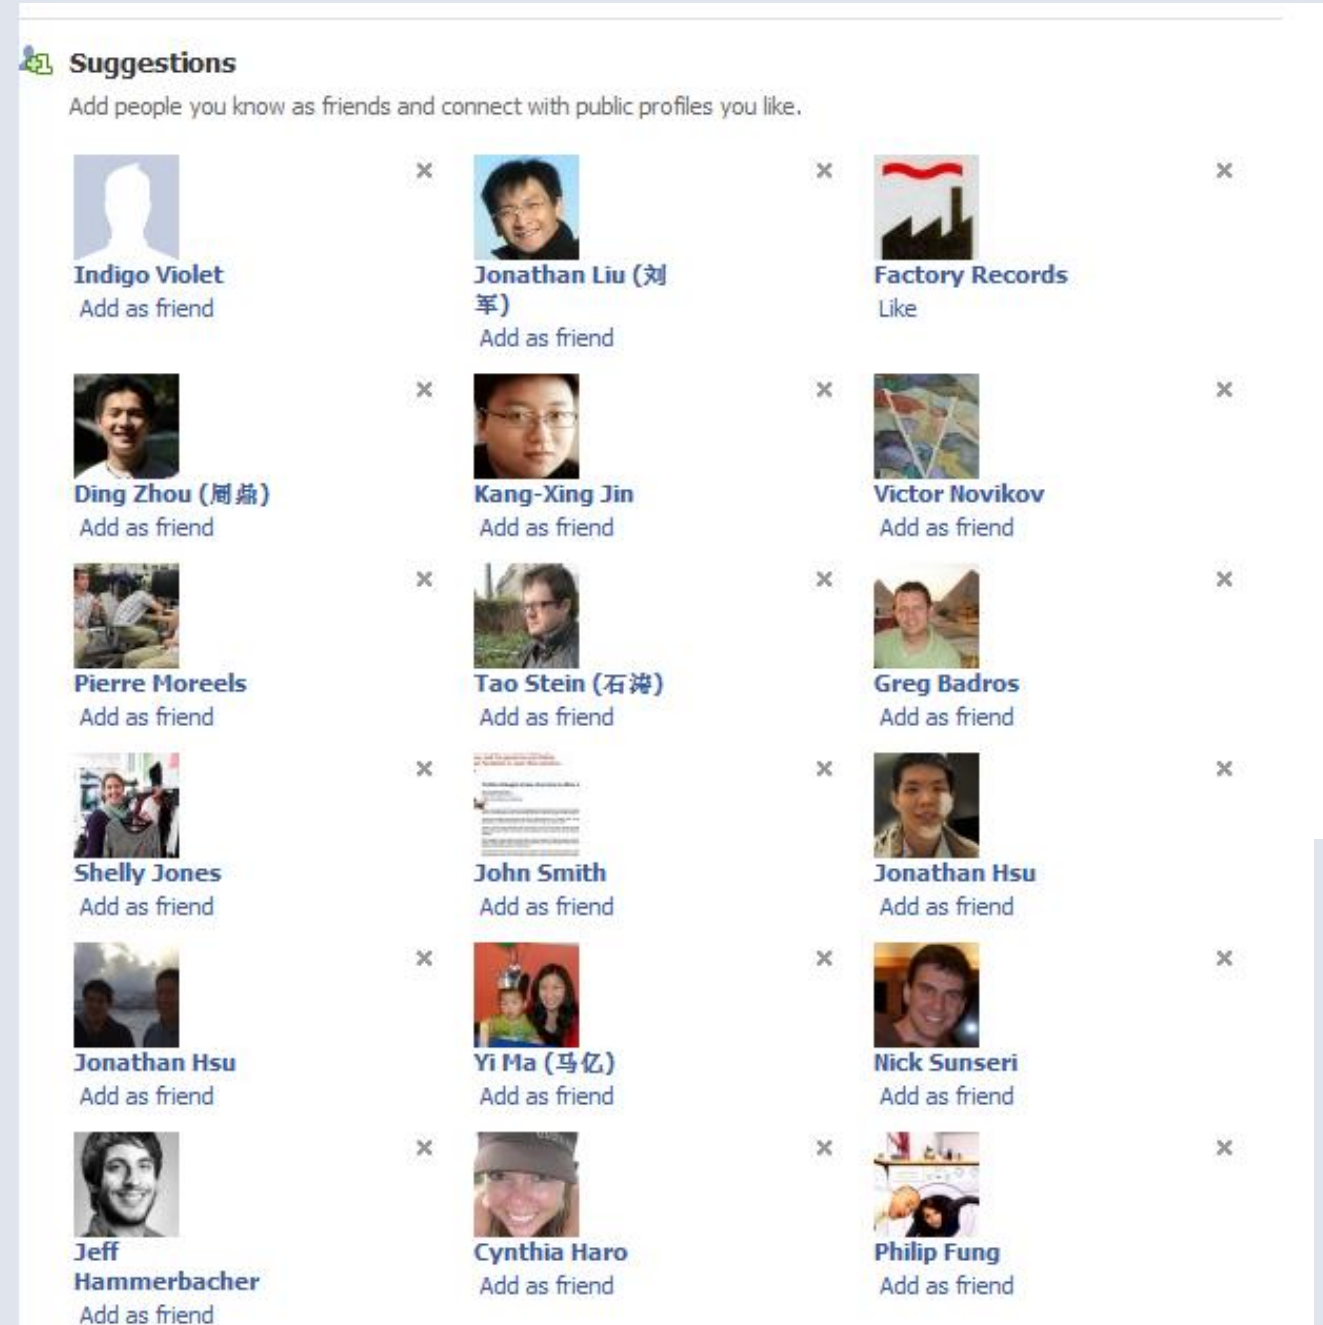 Suggestions
Add people you know as friends and connect with public profiles you like.
Indigo Violet
Add as friend
Jonathan Liu (刘
军)
Add as friend
Factory Records
Like
Ding Zhou (周鼎)
Add as friend
Kang-Xing Jin
Add as friend
Victor Novikov
Add as friend
Pierre Moreels
Add as friend
Tao Stein (石涛)
Add as friend
Greg Badros
Add as friend
Shelly Jones
Add as friend
John Smith
Add as friend
Jonathan Hsu
Add as friend
Jonathan Hsu
Add as friend
Yi Ma (马亿)
Add as friend
Nick Sunseri
Add as friend
Jeff
Hammerbacher
Add as friend
Cynthia Haro
Add as friend
Philip Fung
Add as friend